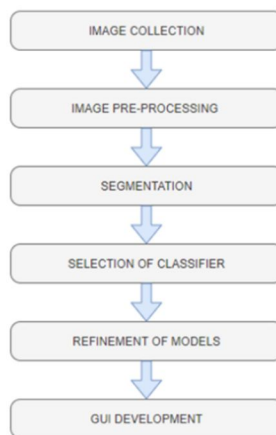 IMAGE COLLECTION
IMAGE PRE-PROCESSING
SEGMENTATION
SELECTION OF CLASSIFIER
REFINEMENT OF MODELS
GUI DEVELOPMENT